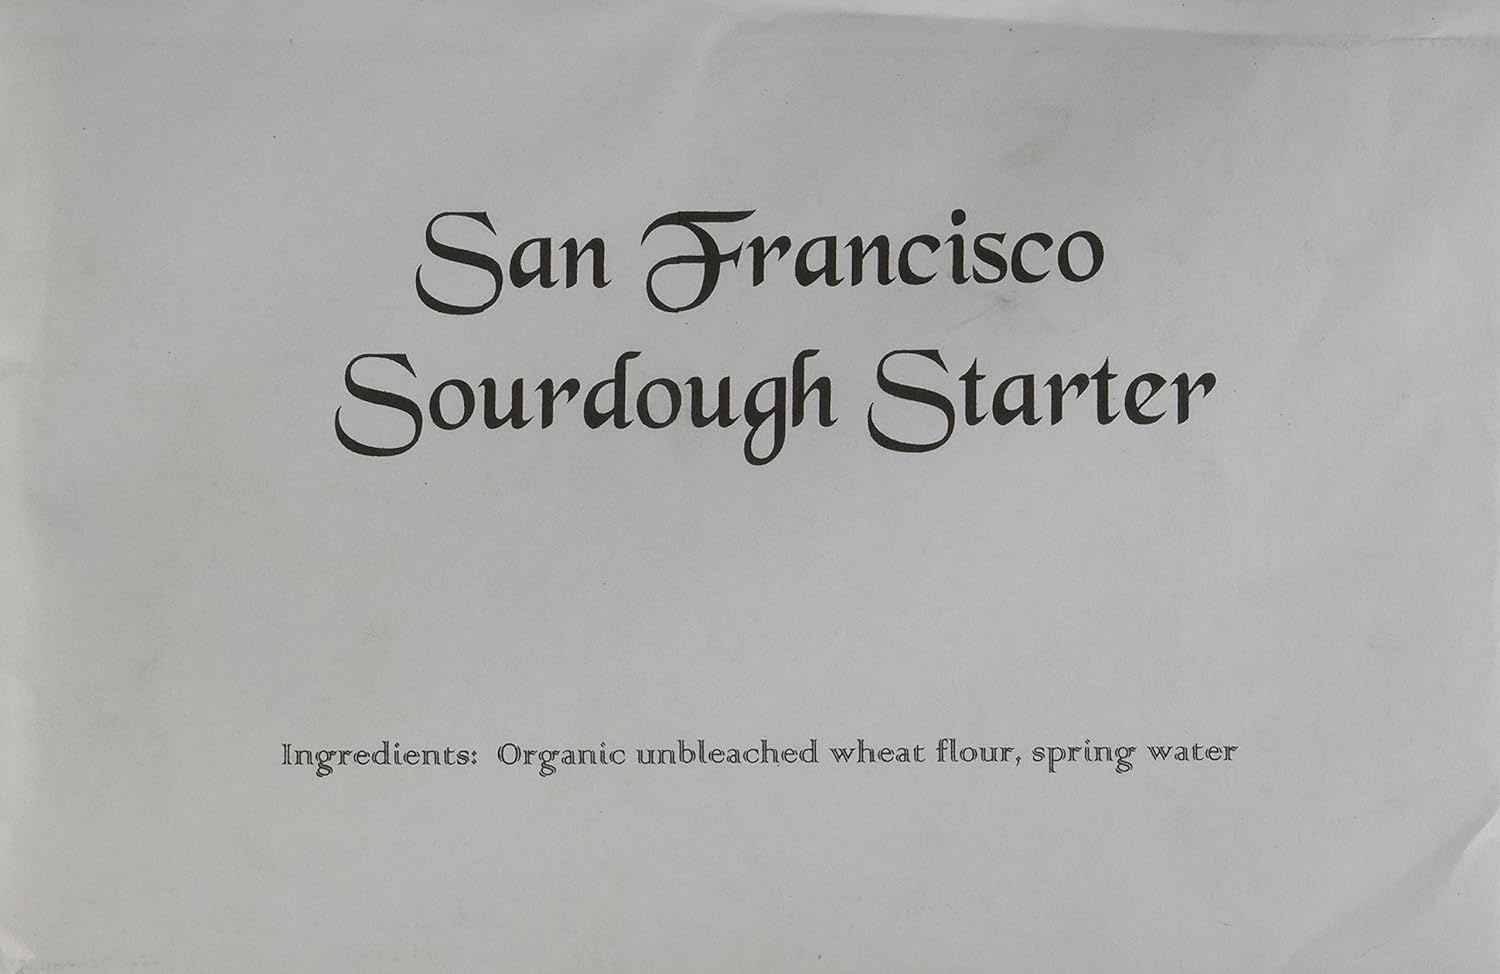 San Francisco
Sourdough Starter
Ingredients: Organic unbleached wheat flour, spring water